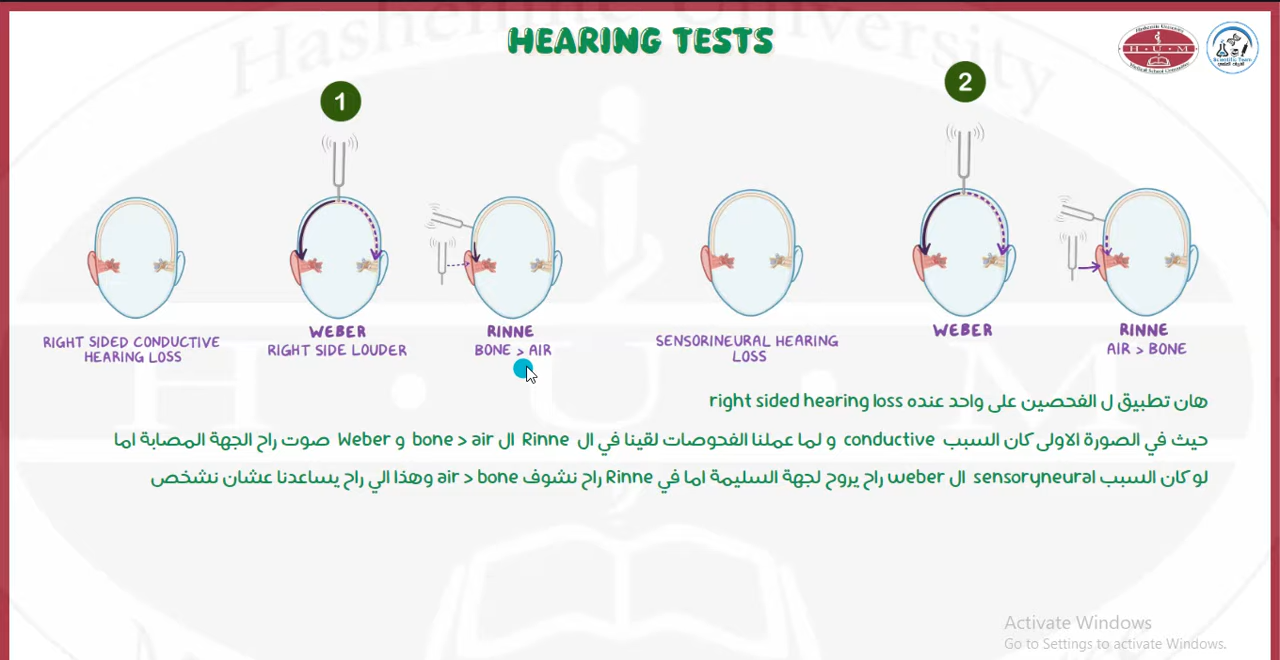 HEARING TESTS
1
2
RIGHT SIDED CONDUCTIVE
HEARING LOSS
WEBER
RIGHT SIDE LOUDER
RINNE
BONE > AIR
SENSORINEURAL HEARING
LOSS
WEBER
RINNE
AIR > BONE
هان تطبيق ل الفحصين على واحد عنده right sided hearing loss
حيث في الصورة الاولى كان السبب conductive و لما عملنا الفحوصات لقينا في ال Rinne ال bone > air و Weber صوت راح الجهة المصابة اما
لو كان السبب sensoryneural ال weber راح يروح لجهة السليمة اما في Rinne راح نشوف air > bone وهذا الي راح يساعدنا عشان نشخص
Hashemite University
H · U · M
Activate Windows
Go to Settings to activate Windows.